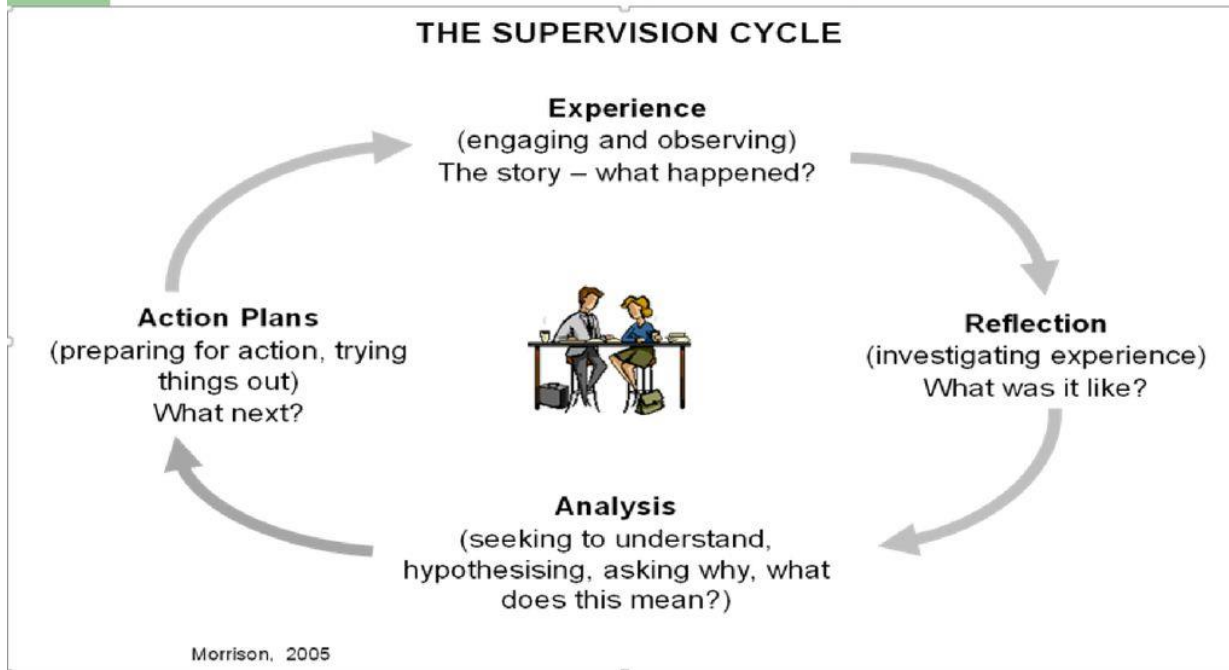 THE SUPERVISION CYCLE
Experience
(engaging and observing)
The story – what happened?
Reflection
(investigating experience)
What was it like?
Analysis
(seeking to understand,
hypothesising, asking why, what
does this mean?)
Action Plans
(preparing for action, trying
things out)
What next?
Morrison, 2005